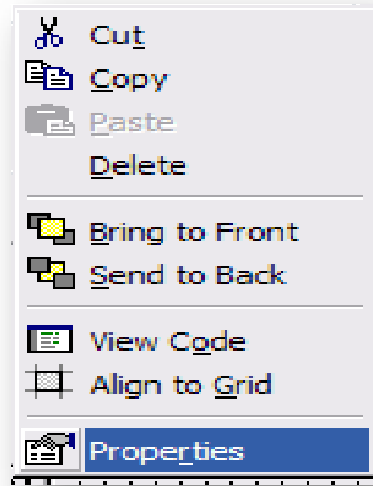 Cut
Copy
Paste
Delete
Bring to Front
Send to Back
View Code
Align to Grid
Properties